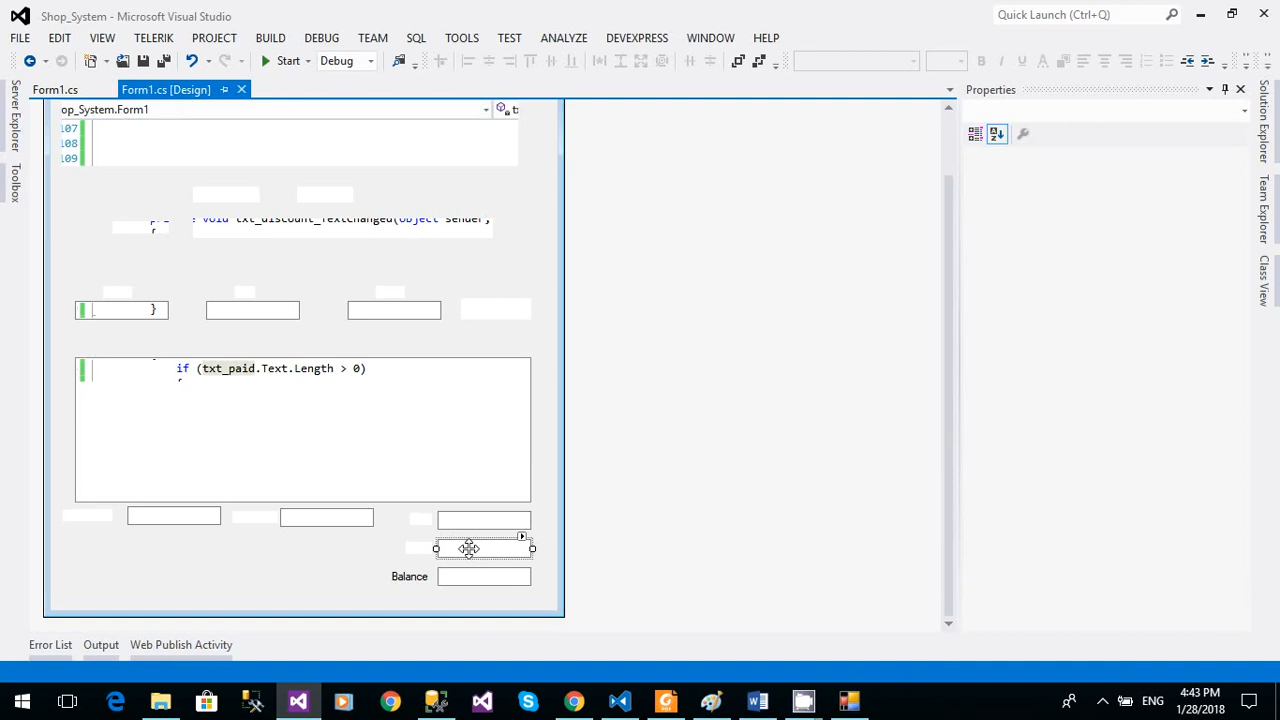 Shop_System - Microsoft Visual Studio
Quick Launch (Ctrl+Q)
FILE EDIT VIEW TELERIK PROJECT BUILD DEBUG TEAM SQL TOOLS TEST ANALYZE DEVEXPRESS WINDOW HELP
Start Debug
Form1.cs Form1.cs [Design]
Properties
Server Explorer
Toolbox
Solution Explorer
Team Explorer
Class View
op_System.Form1
107
108
109
void txt_discount_TextChanged(object sender,
{
}
if (txt_paid.Text.Length > 0)
Balance
Error List Output Web Publish Activity
ENG
4:43 PM
1/28/2018